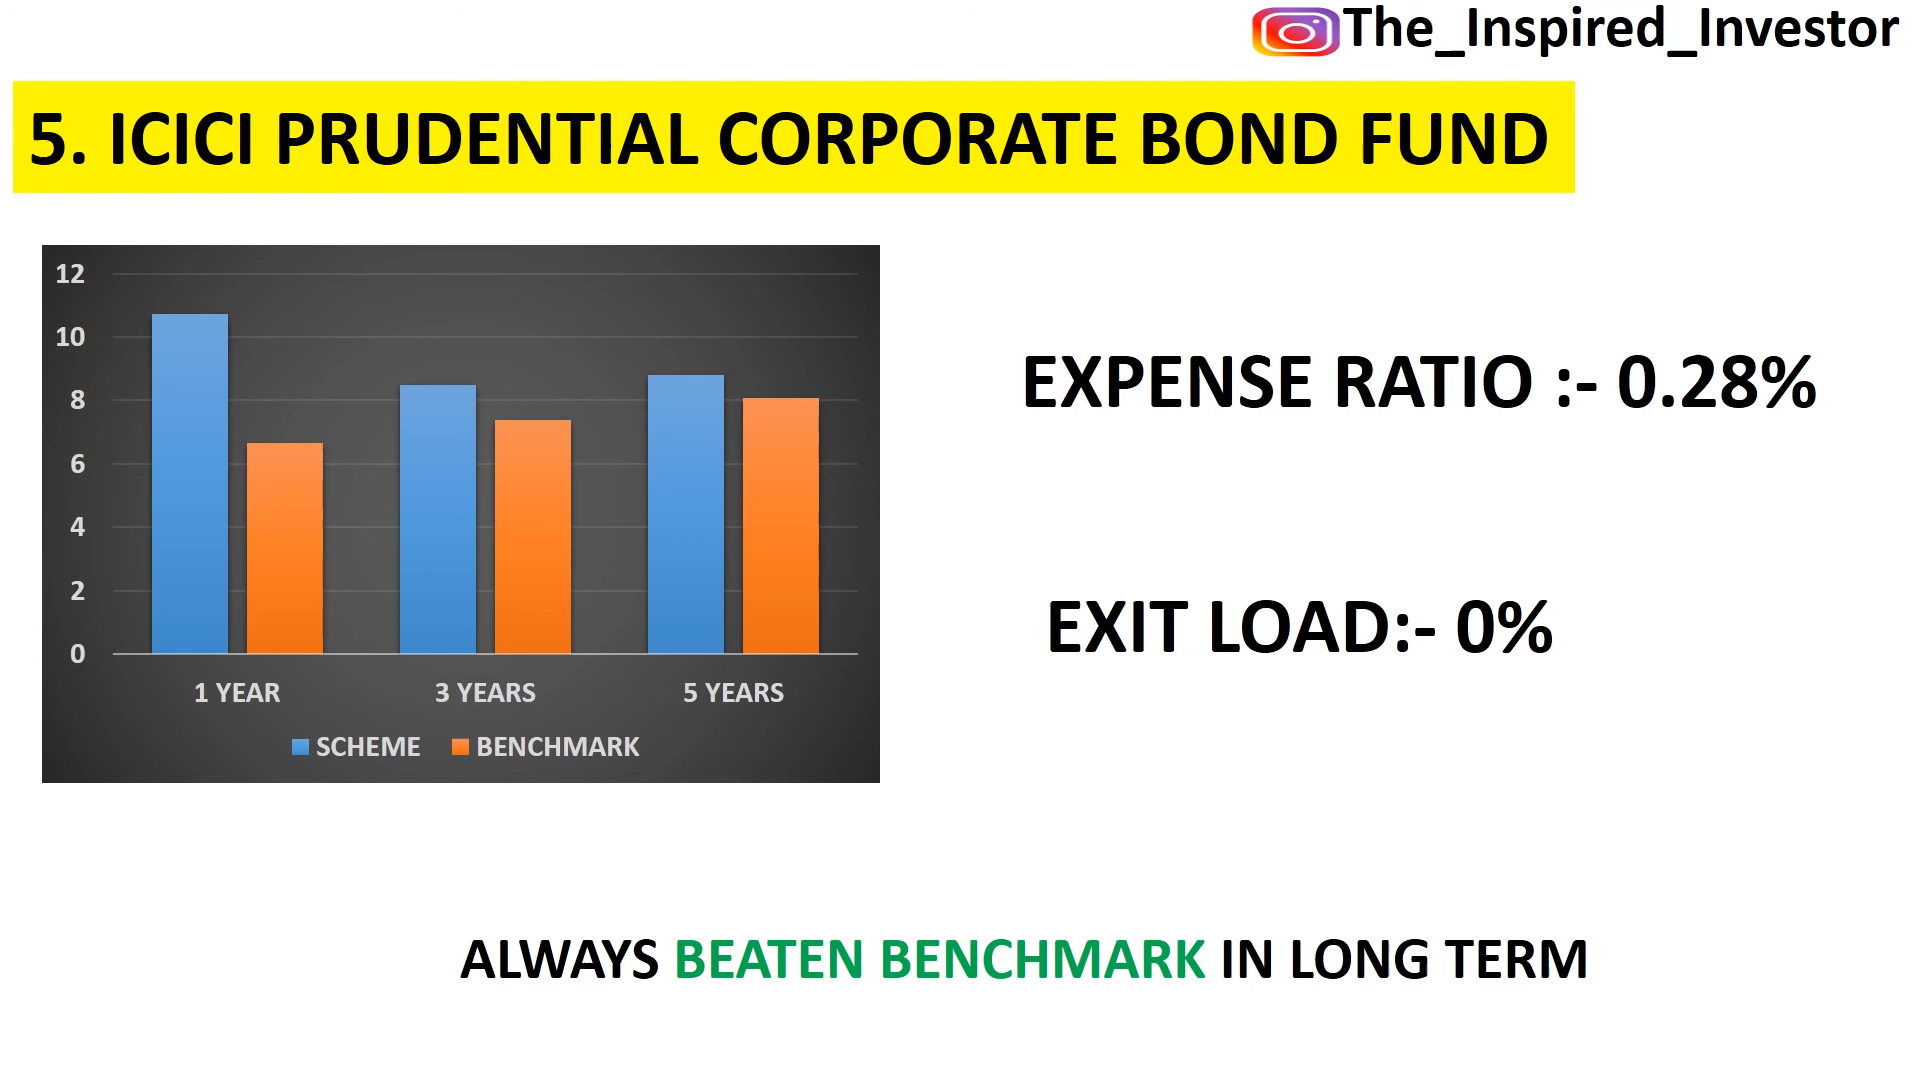 The_Inspired_Investor
5. ICICI PRUDENTIAL CORPORATE BOND FUND
12
10
8
6
4
2
0
1 YEAR 3 YEARS 5 YEARS
SCHEME BENCHMARK
EXPENSE RATIO :- 0.28%
EXIT LOAD:- 0%
ALWAYS BEATEN BENCHMARK IN LONG TERM